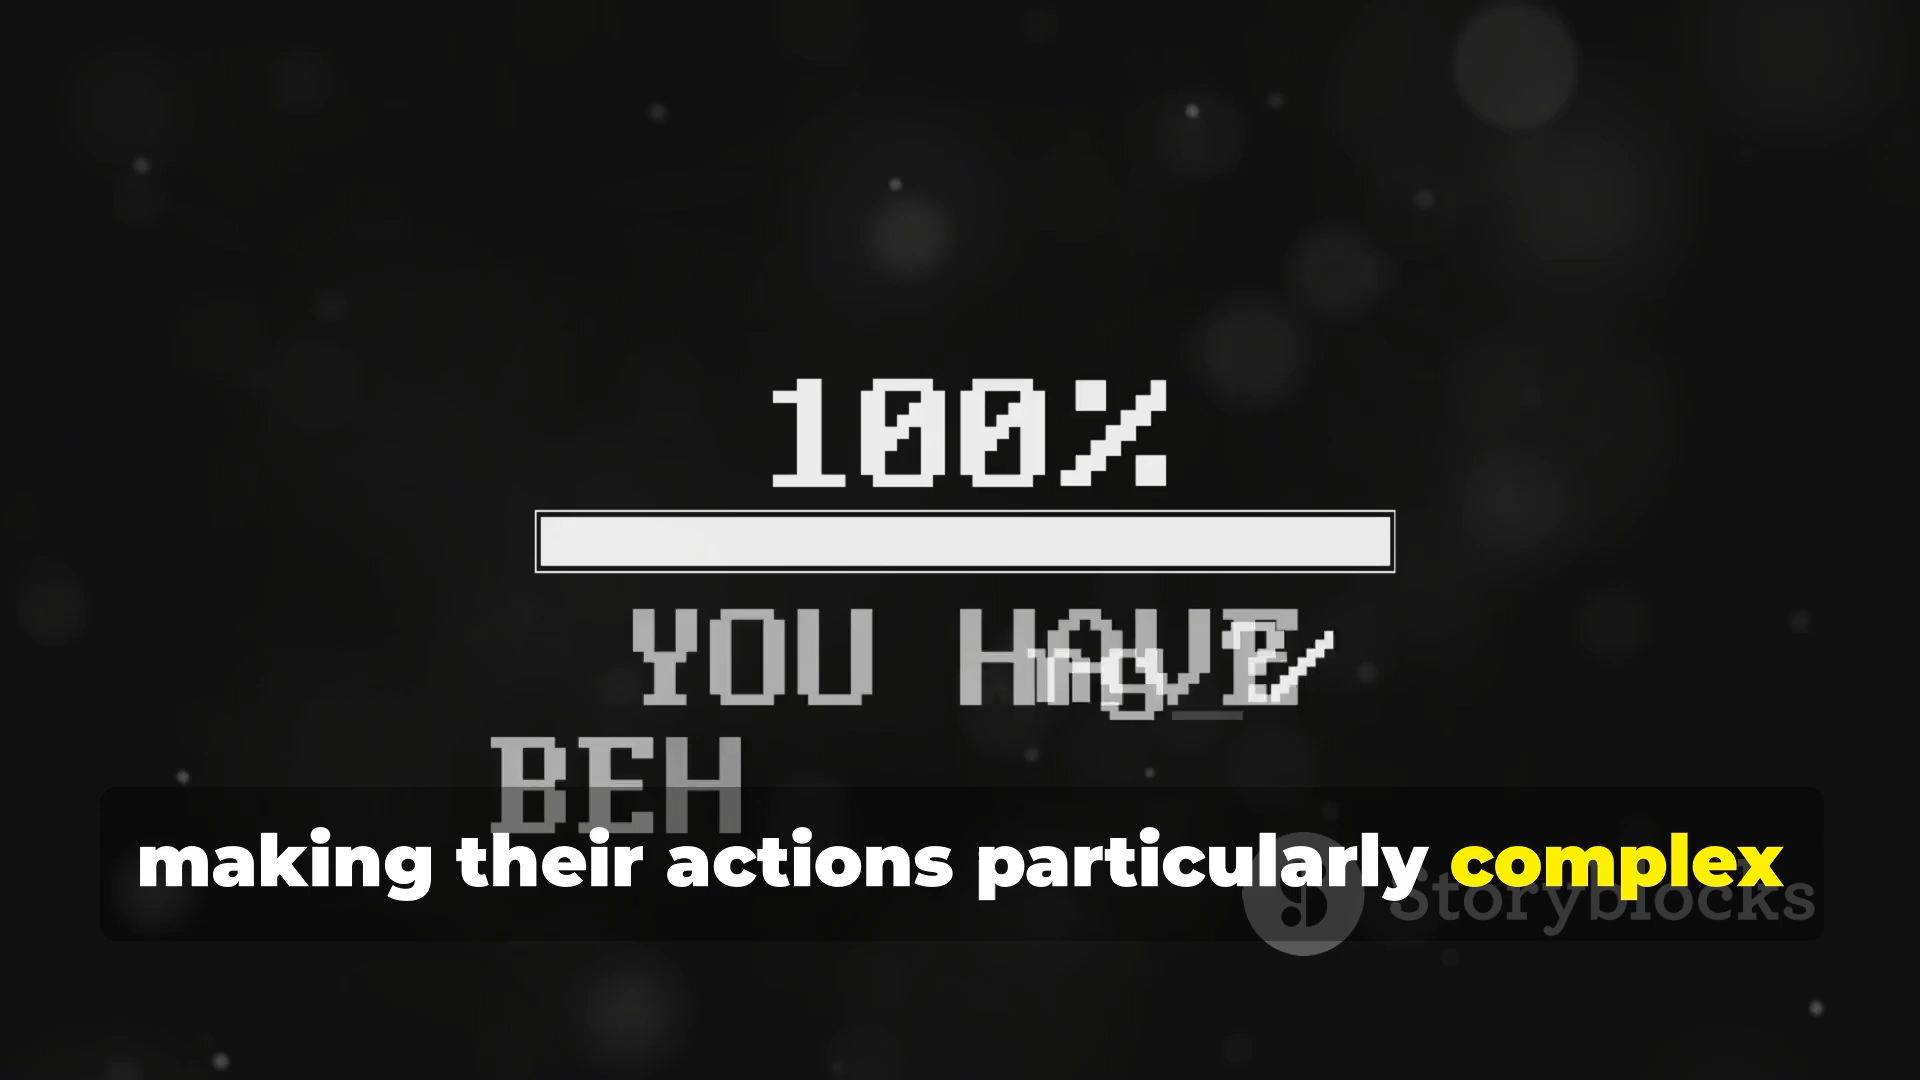 100%
YOU HAVE
BEH
making their actions particularly complex
Storyblocks